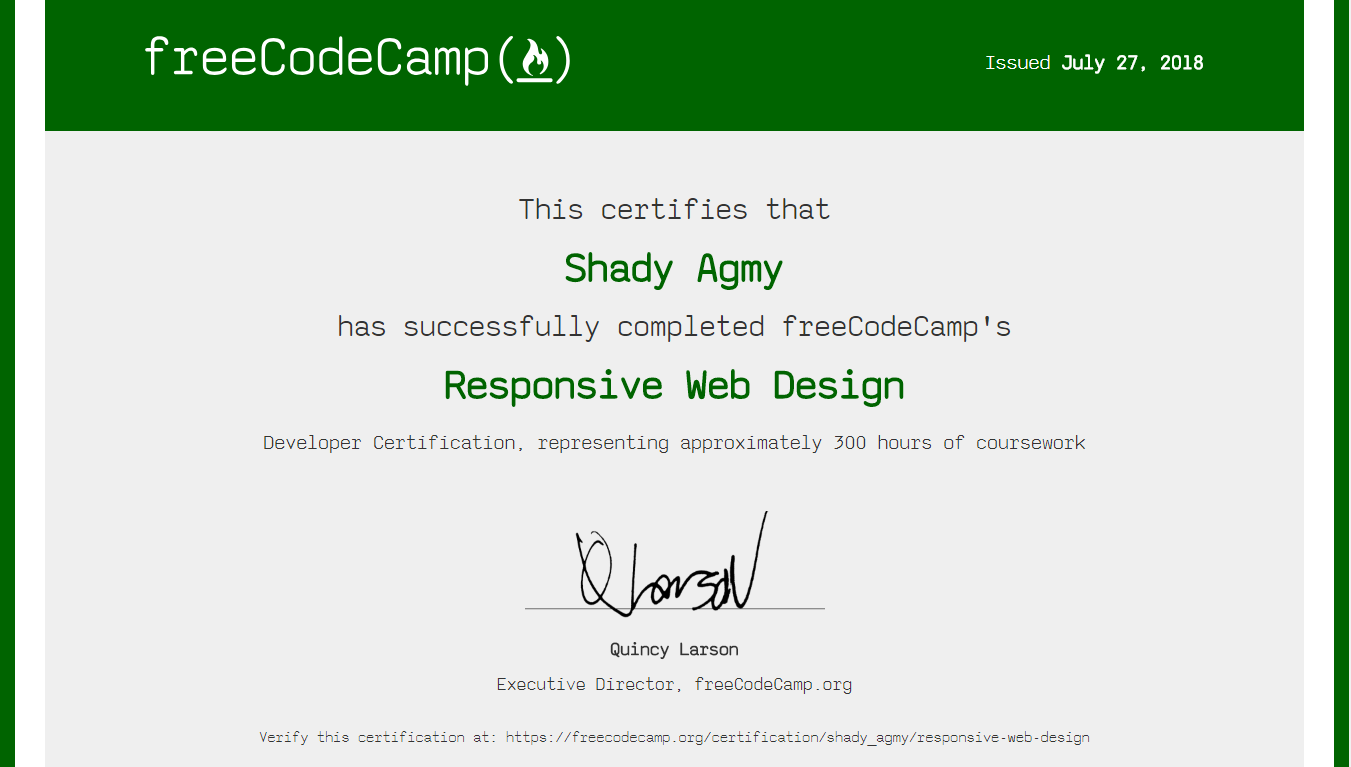 freeCodeCamp()
Issued July 27, 2018
This certifies that
Shady Agmy
has successfully completed freeCodeCamp's
Responsive Web Design
Developer Certification, representing approximately 300 hours of coursework
Q Larson
Quincy Larson
Executive Director, freeCodeCamp.org
Verify this certification at: https://freecodecamp.org/certification/shady_agmy/responsive-web-design